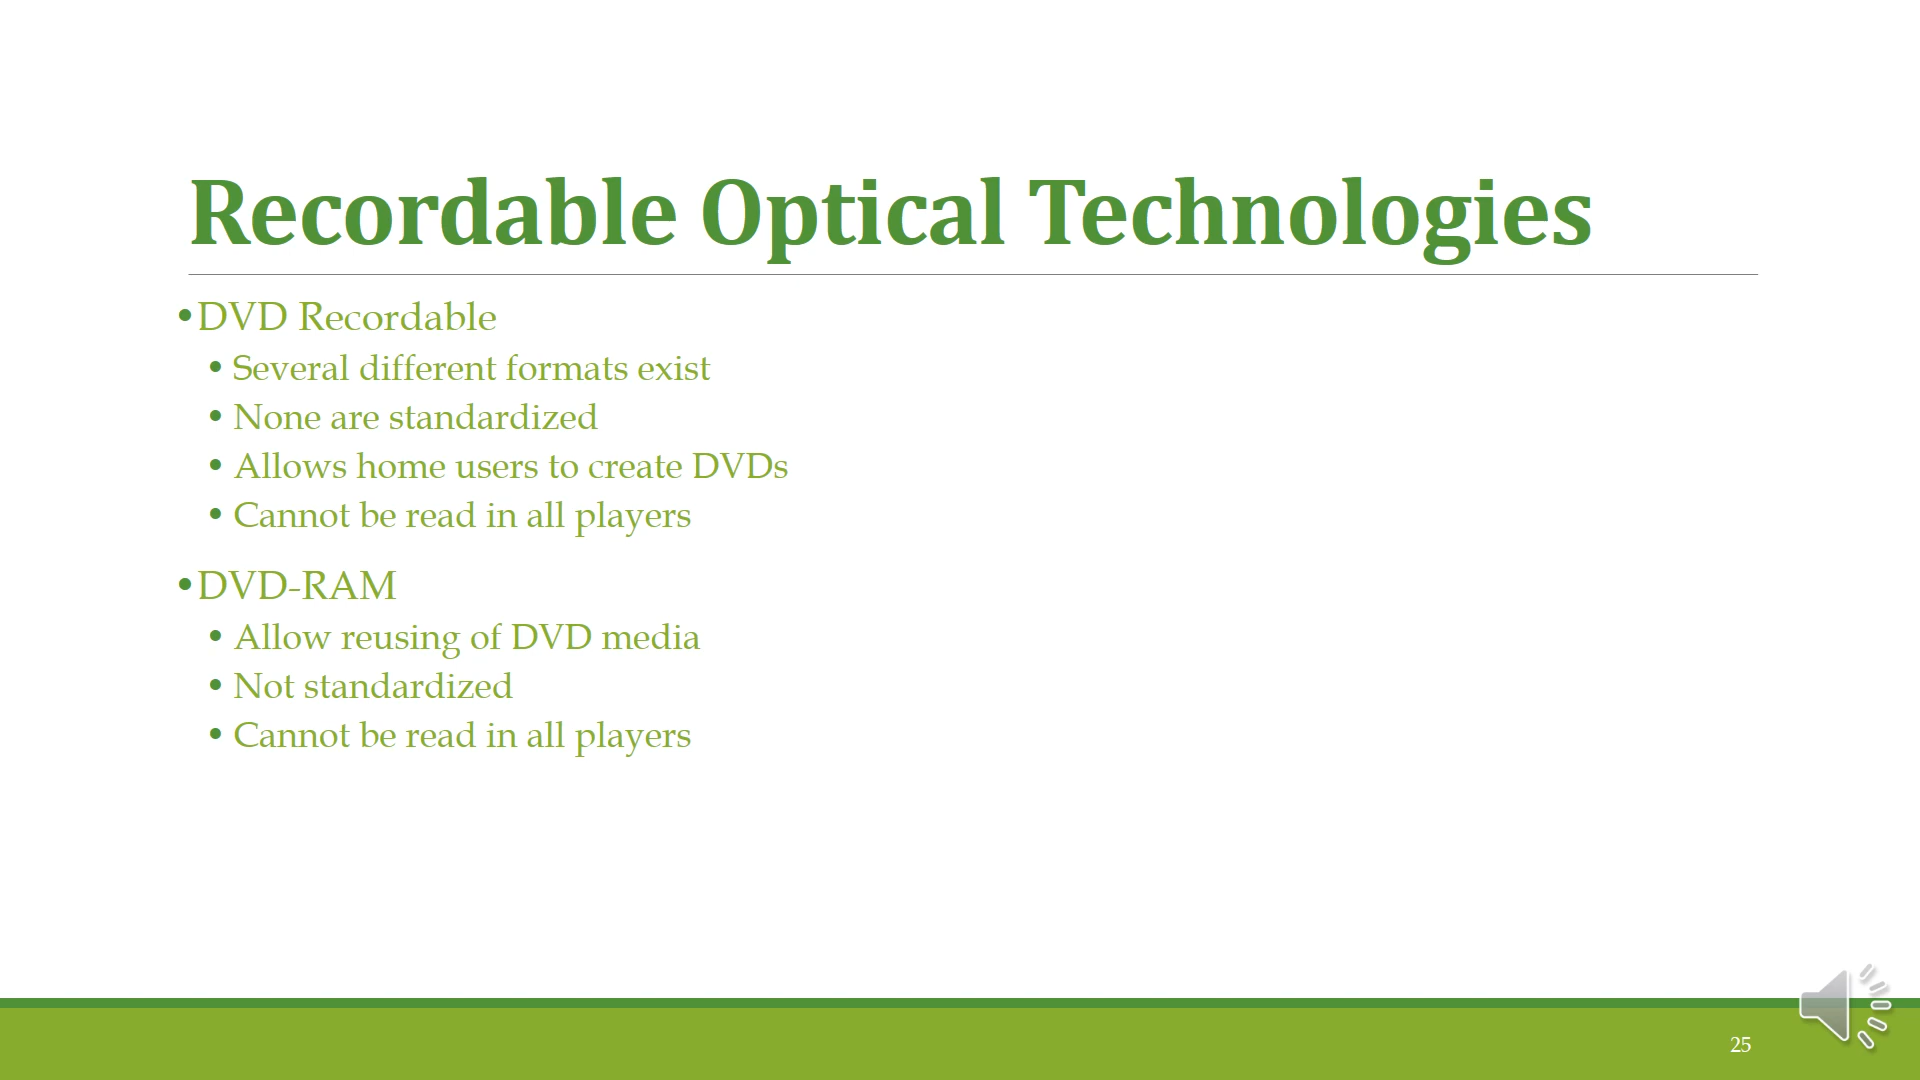 Recordable Optical Technologies
•DVD Recordable
• Several different formats exist
• None are standardized
• Allows home users to create DVDs
• Cannot be read in all players
•DVD-RAM
• Allow reusing of DVD media
• Not standardized
• Cannot be read in all players
25